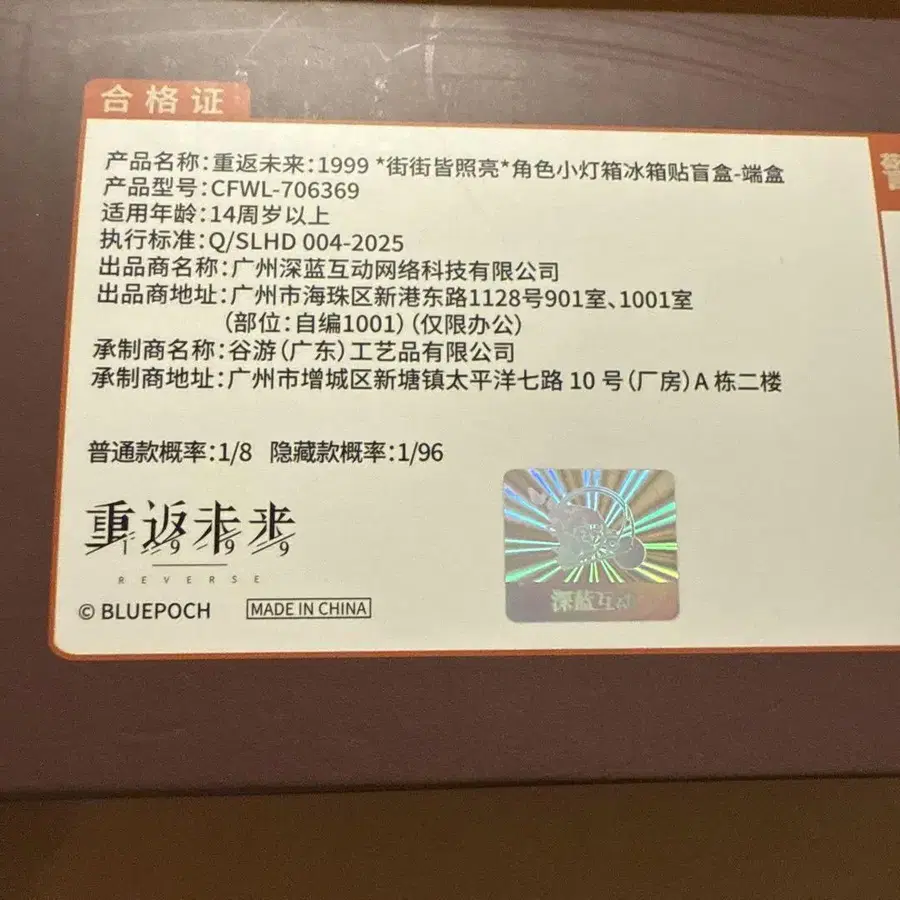 合格证
产品名称：重返未来：1999 *街街皆照亮*角色小灯箱冰箱贴盲盒-端盒
产品型号：CFWL-706369
适用年龄：14周岁以上
执行标准：Q/SLHD 004-2025
出品商名称：广州深蓝互动网络科技有限公司
出品商地址：广州市海珠区新港东路1128号901室、1001室
（部位：自编1001）（仅限办公）
承制商名称：谷游（广东）工艺品有限公司
承制商地址：广州市增城区新塘镇太平洋七路 10 号（厂房）A 栋二楼
普通款概率：1/8 隐藏款概率：1/96
重返未来
1999
REVERSE
© BLUEPOCH
MADE IN CHINA
深蓝互动